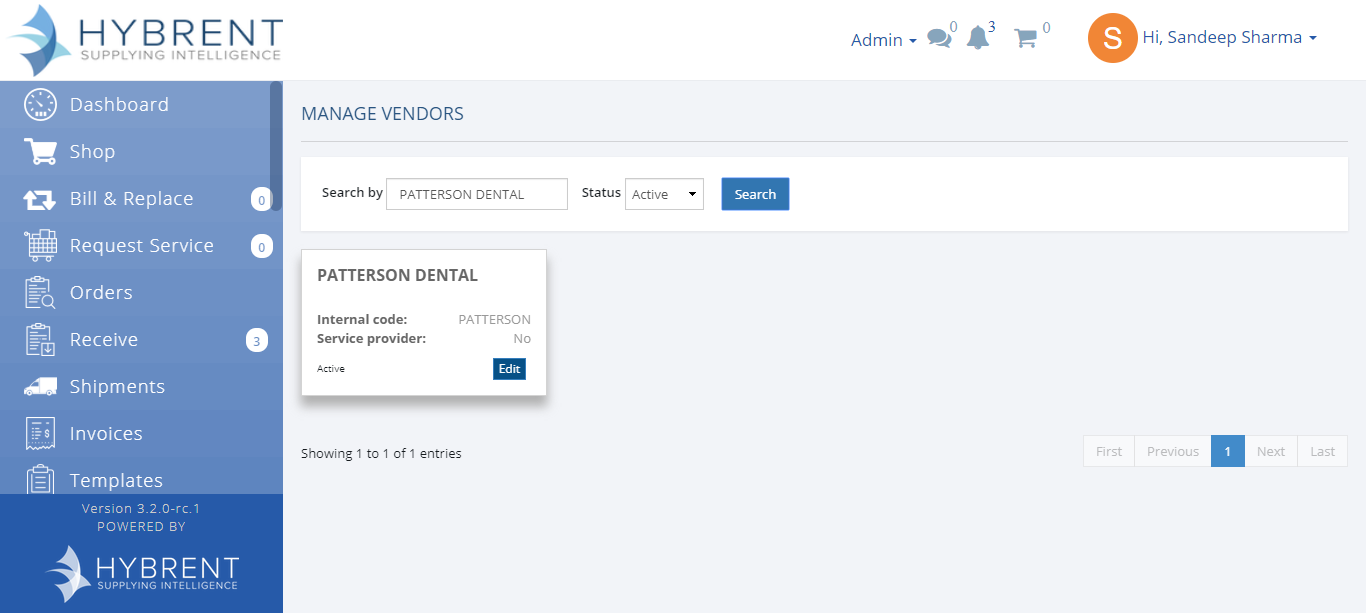 HYBRENT
SUPPLYING INTELLIGENCE
Admin 0 3 0 S Hi, Sandeep Sharma
Dashboard
Shop
Bill & Replace 0
Request Service 0
Orders
Receive 3
Shipments
Invoices
Templates
Version 3.2.0-rc.1
POWERED BY
HYBRENT
SUPPLYING INTELLIGENCE
MANAGE VENDORS
Search by PATTERSON DENTAL Status Active Search
PATTERSON DENTAL
Internal code: PATTERSON
Service provider: No
Active Edit
Showing 1 to 1 of 1 entries
First Previous 1 Next Last